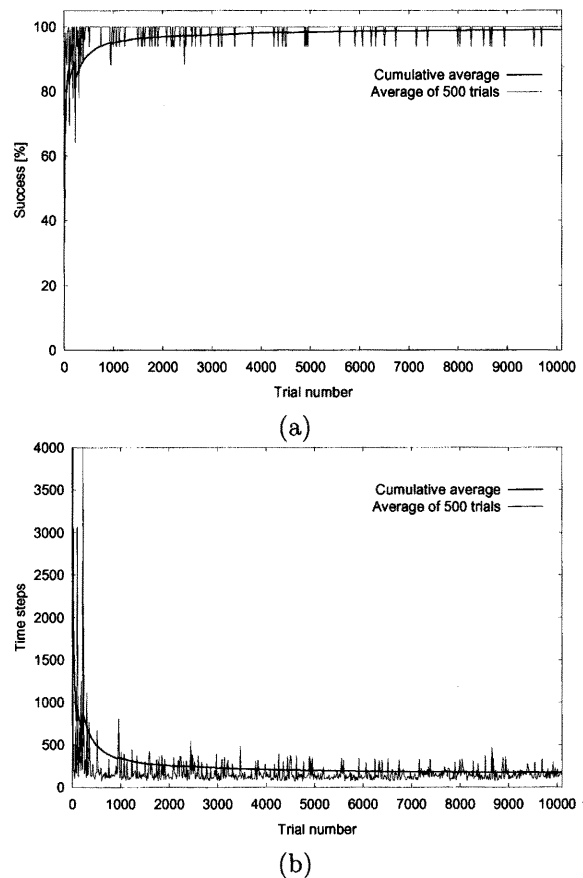 100
80
60
40
20
0
Success [%]
Cumulative average
Average of 500 trials
0 1000 2000 3000 4000 5000 6000 7000 8000 9000 10000
Trial number
(a)
4000
3500
3000
2500
2000
1500
1000
500
0
Time steps
Cumulative average
Average of 500 trials
0 1000 2000 3000 4000 5000 6000 7000 8000 9000 10000
Trial number
(b)